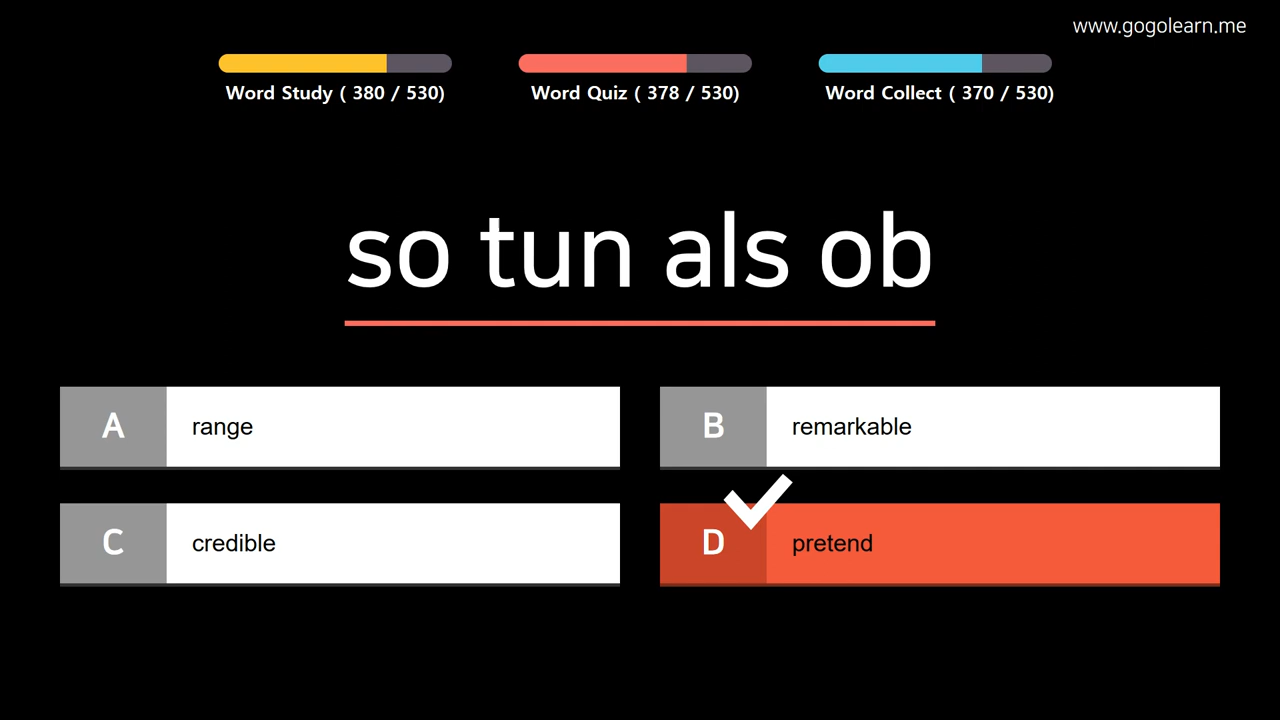 www.gogolearn.me
Word Study ( 380 / 530)
Word Quiz ( 378 / 530)
Word Collect ( 370 / 530)
so tun als ob
A range
B remarkable
C credible
D pretend